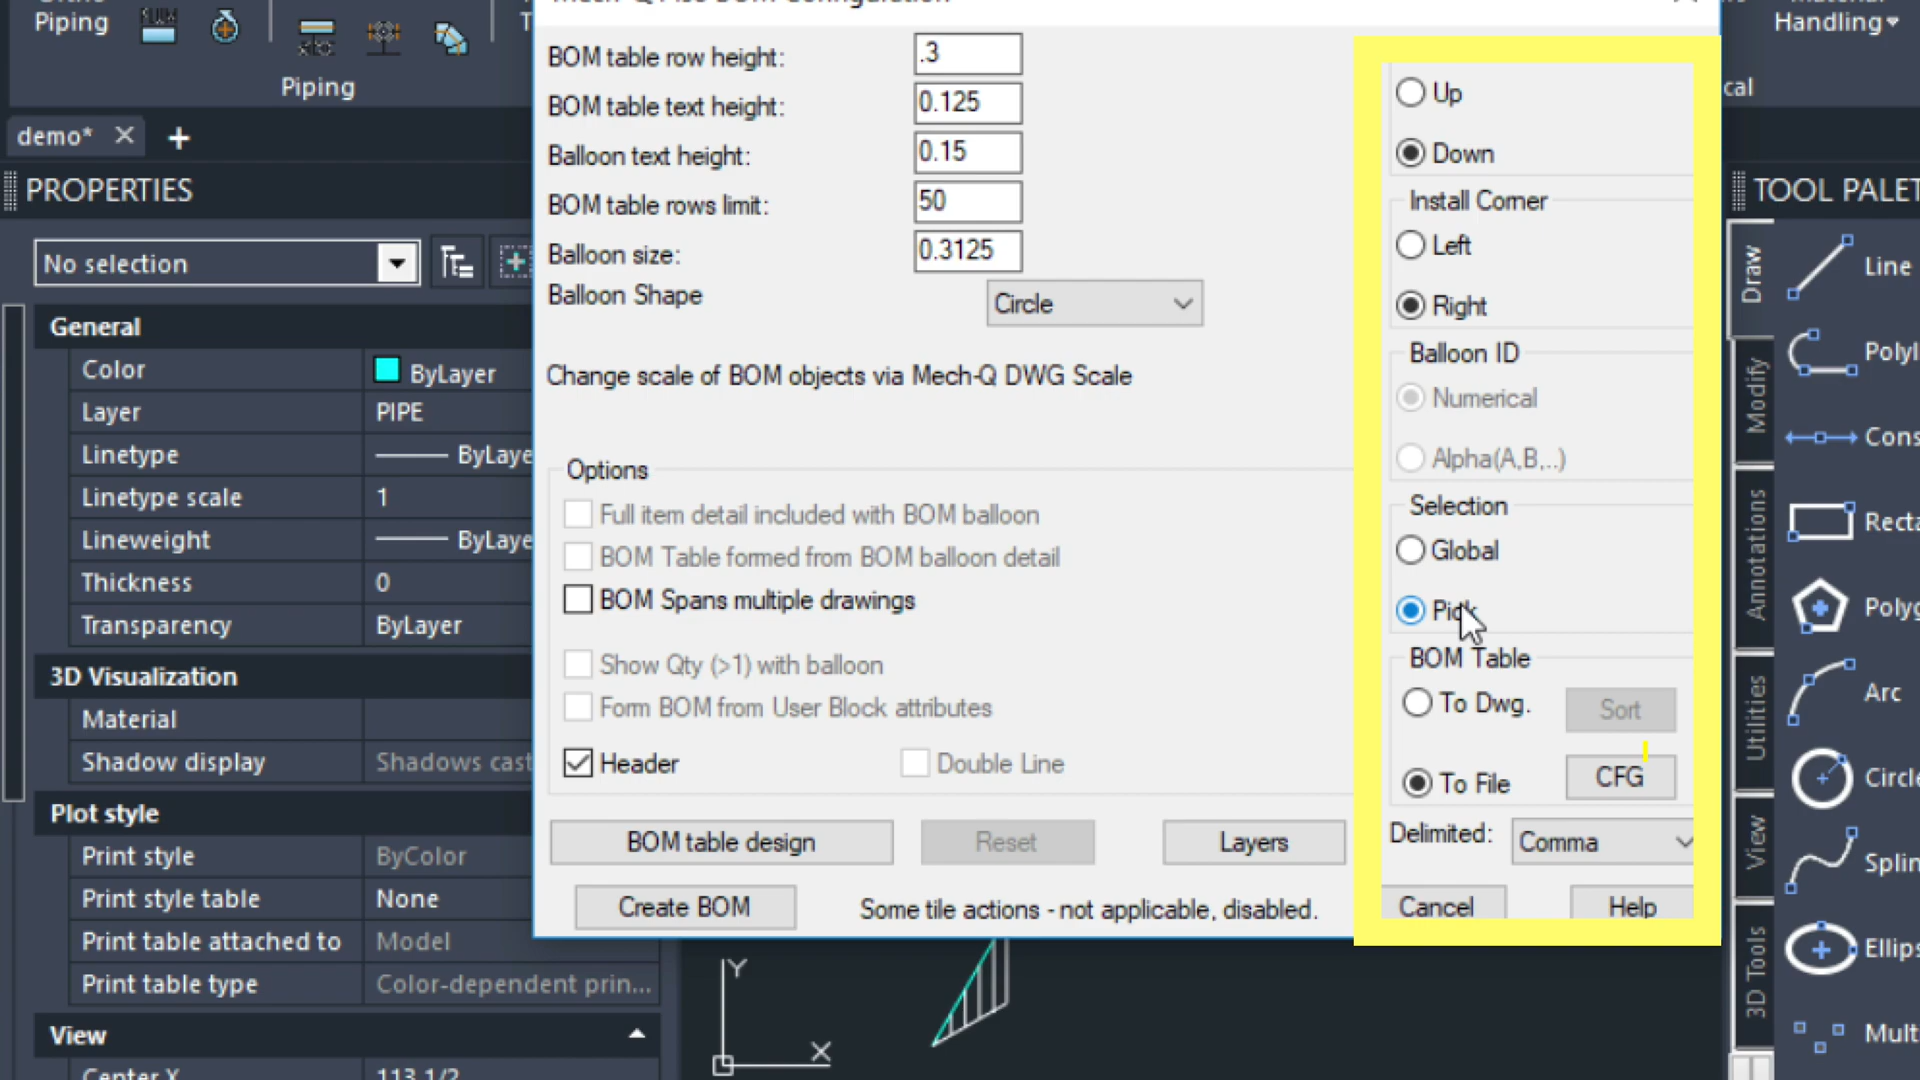 Piping
Piping
Handling
demo*
PROPERTIES
No selection
General
Color ByLayer
Layer PIPE
Linetype ByLaye
Linetype scale 1
Lineweight ByLaye
Thickness 0
Transparency ByLayer
3D Visualization
Material
Shadow display Shadows cast
Plot style
Print style ByColor
Print style table None
Print table attached to Model
Print table type Color-dependent prin...
View
Center X 113 1/2
BOM table row height: .3
BOM table text height: 0.125
Balloon text height: 0.15
BOM table rows limit: 50
Balloon size: 0.3125
Balloon Shape Circle
Change scale of BOM objects via Mech-Q DWG Scale
Options
Full item detail included with BOM balloon
BOM Table formed from BOM balloon detail
BOM Spans multiple drawings
Show Qty (>1) with balloon
Form BOM from User Block attributes
Header Double Line
BOM table design Reset Layers
Create BOM Some tile actions - not applicable, disabled.
Up
Down
Install Corner
Left
Right
Balloon ID
Numerical
Alpha(A,B,..)
Selection
Global
Pick
BOM Table
To Dwg. Sort
To File CFG
Delimited: Comma
Cancel Help
Y
X
cal
TOOL PALET
Draw
Modify
Annotations
Utilities
View
3D Tools
Line
Polyl
Cons
Recta
Polyg
Arc
Circle
Splin
Ellips
Multi